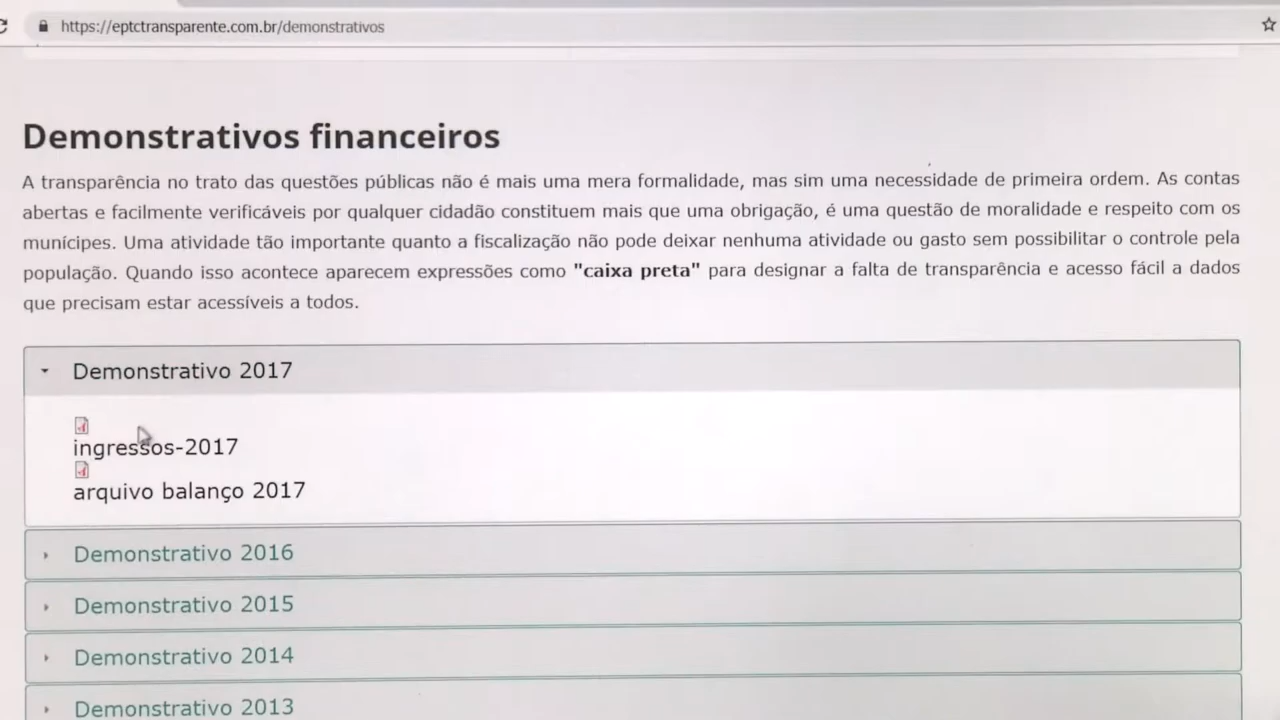 https://eptctransparente.com.br/demonstrativos
Demonstrativos financeiros
A transparência no trato das questões públicas não é mais uma mera formalidade, mas sim uma necessidade de primeira ordem. As contas
abertas e facilmente verificáveis por qualquer cidadão constituem mais que uma obrigação, é uma questão de moralidade e respeito com os
munícipes. Uma atividade tão importante quanto a fiscalização não pode deixar nenhuma atividade ou gasto sem possibilitar o controle pela
população. Quando isso acontece aparecem expressões como "caixa preta" para designar a falta de transparência e acesso fácil a dados
que precisam estar acessíveis a todos.
Demonstrativo 2017
ingressos-2017
arquivo balanço 2017
Demonstrativo 2016
Demonstrativo 2015
Demonstrativo 2014
Demonstrativo 2013